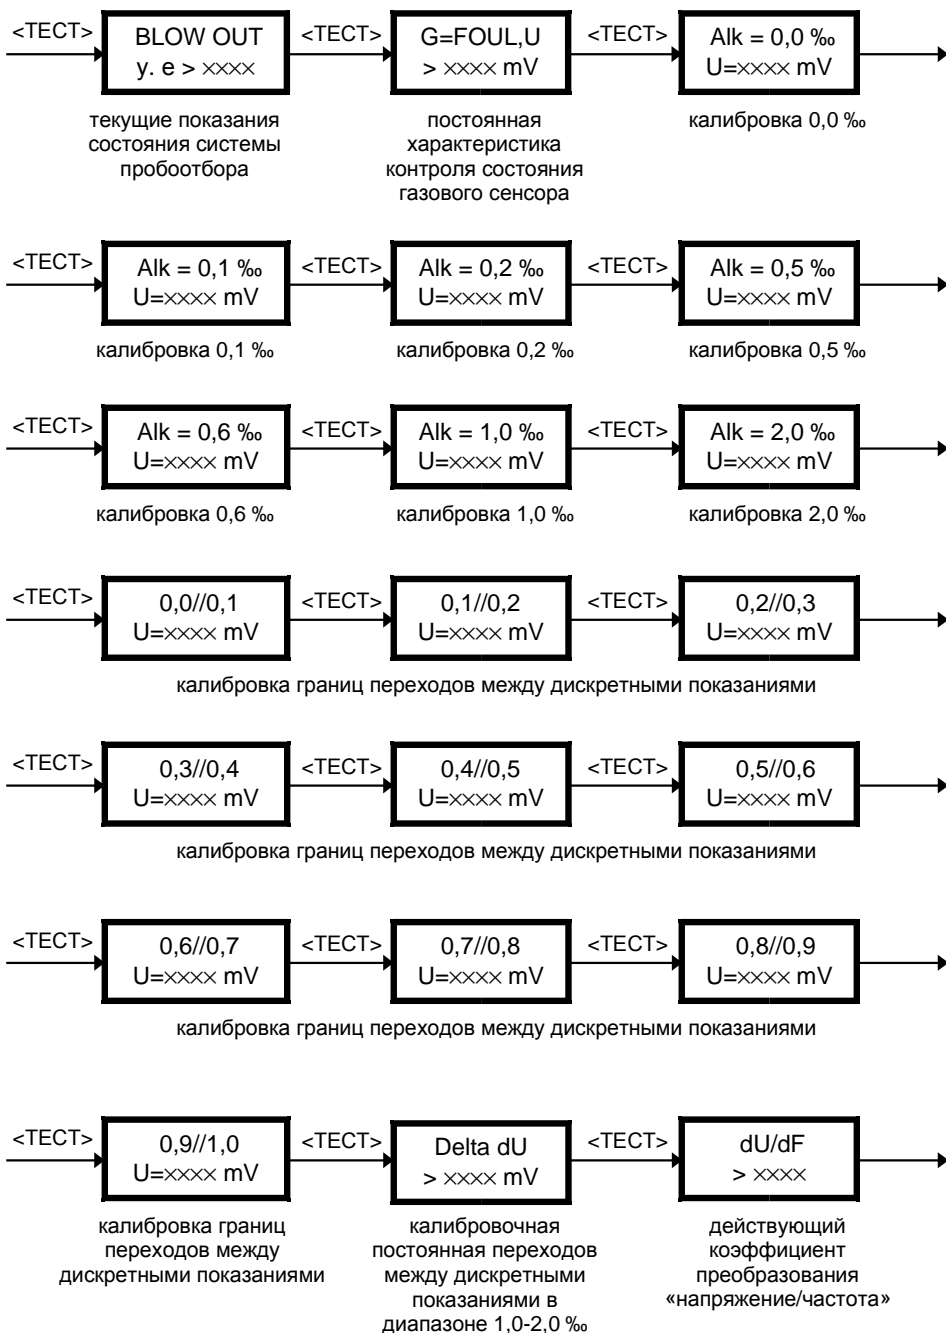 <ТЕСТ> BLOW OUT <ТЕСТ> G=FOUL,U <ТЕСТ> Alk = 0,0 ‰
y. e > ×××× > ×××× mV U=×××× mV
текущие показания постоянная калибровка 0,0 ‰
состояния системы характеристика
пробоотбора контроля состояния
газового сенсора
<ТЕСТ> Alk = 0,1 ‰ <ТЕСТ> Alk = 0,2 ‰ <ТЕСТ> Alk = 0,5 ‰
U=×××× mV U=×××× mV U=×××× mV
калибровка 0,1 ‰ калибровка 0,2 ‰ калибровка 0,5 ‰
<ТЕСТ> Alk = 0,6 ‰ <ТЕСТ> Alk = 1,0 ‰ <ТЕСТ> Alk = 2,0 ‰
U=×××× mV U=×××× mV U=×××× mV
калибровка 0,6 ‰ калибровка 1,0 ‰ калибровка 2,0 ‰
<ТЕСТ> 0,0//0,1 <ТЕСТ> 0,1//0,2 <ТЕСТ> 0,2//0,3
U=×××× mV U=×××× mV U=×××× mV
калибровка границ переходов между дискретными показаниями
<ТЕСТ> 0,3//0,4 <ТЕСТ> 0,4//0,5 <ТЕСТ> 0,5//0,6
U=×××× mV U=×××× mV U=×××× mV
калибровка границ переходов между дискретными показаниями
<ТЕСТ> 0,6//0,7 <ТЕСТ> 0,7//0,8 <ТЕСТ> 0,8//0,9
U=×××× mV U=×××× mV U=×××× mV
калибровка границ переходов между дискретными показаниями
<ТЕСТ> 0,9//1,0 <ТЕСТ> Delta dU <ТЕСТ> dU/dF
U=×××× mV > ×××× mV > ××××
калибровка границ калибровочная действующий
переходов между постоянная переходов коэффициент
дискретными показаниями между дискретными преобразования
показаниями в «напряжение/частота»
диапазоне 1,0-2,0 ‰